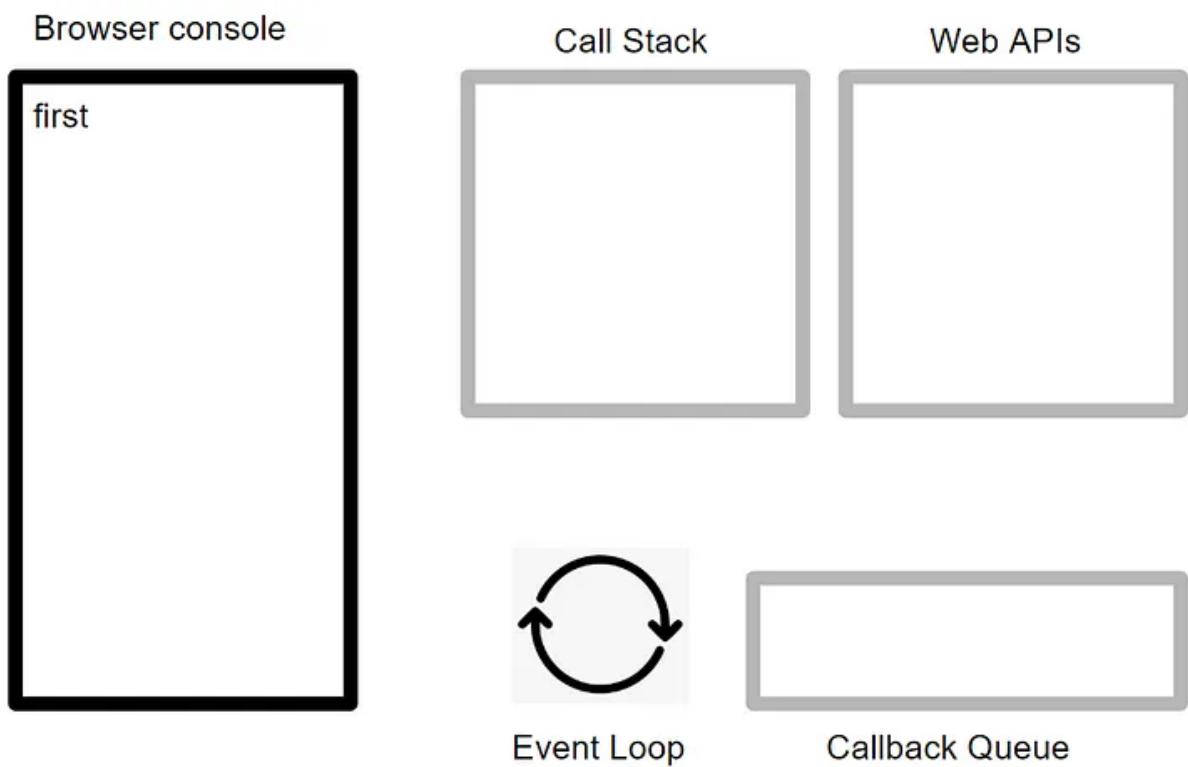 Browser console
Call Stack
Web APIs
first
Event Loop
Callback Queue